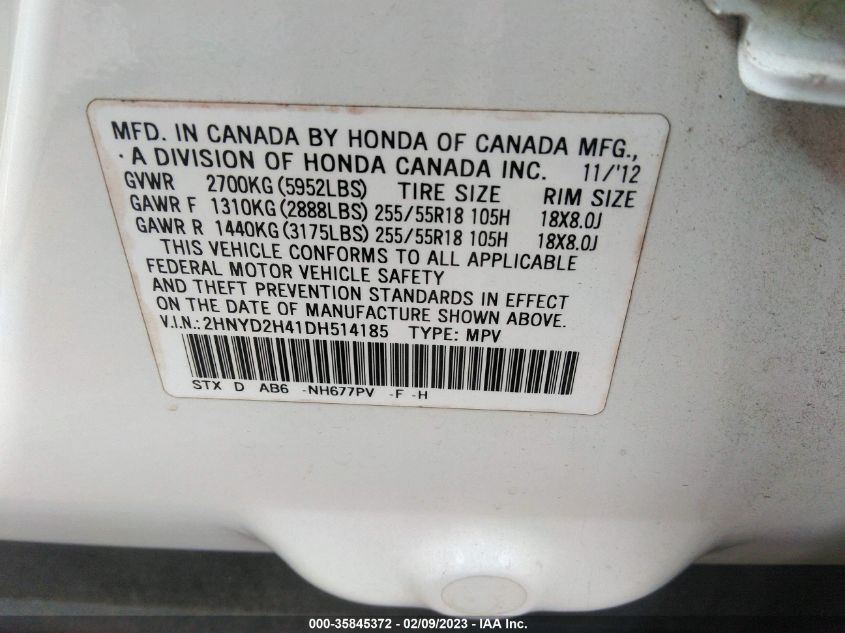 MFD. IN CANADA BY HONDA OF CANADA MFG.,
· A DIVISION OF HONDA CANADA INC. 11/'12
GVWR 2700KG (5952LBS) TIRE SIZE RIM SIZE
GAWR F 1310KG (2888LBS) 255/55R18 105H 18X8.0J
GAWR R 1440KG (3175LBS) 255/55R18 105H 18X8.0J
THIS VEHICLE CONFORMS TO ALL APPLICABLE
FEDERAL MOTOR VEHICLE SAFETY
AND THEFT PREVENTION STANDARDS IN EFFECT
ON THE DATE OF MANUFACTURE SHOWN ABOVE.
V.I.N.: 2HNYD2H41DH514185 TYPE: MPV
STX D AB6 -NH677PV -F -H
000-35845372 - 02/09/2023 - IAA Inc.